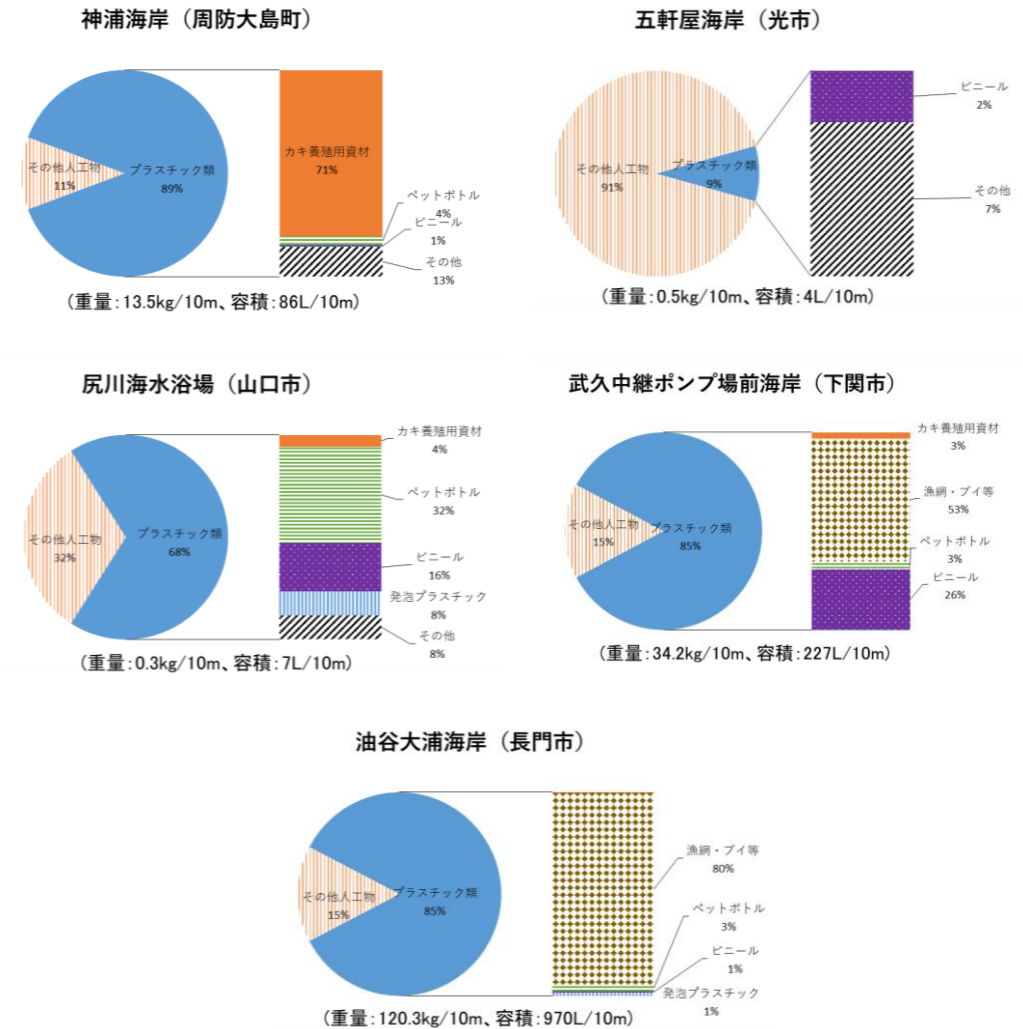 神浦海岸（周防大島町）
その他人工物
11%
プラスチック類
89%
カキ養殖用資材
71%
ペットボトル
4%
ビニール
1%
その他
13%
(重量:13.5kg/10m、容積:86L/10m)
五軒屋海岸（光市）
その他人工物
91%
プラスチック類
9%
ビニール
2%
その他
7%
(重量:0.5kg/10m、容積:4L/10m)
尻川海水浴場（山口市）
その他人工物
32%
プラスチック類
68%
カキ養殖用資材
4%
ペットボトル
32%
ビニール
16%
発泡プラスチック
8%
その他
8%
(重量:0.3kg/10m、容積:7L/10m)
武久中継ポンプ場前海岸（下関市）
その他人工物
15%
プラスチック類
85%
カキ養殖用資材
3%
漁網・ブイ等
53%
ペットボトル
3%
ビニール
26%
(重量:34.2kg/10m、容積:227L/10m)
油谷大浦海岸（長門市）
その他人工物
15%
プラスチック類
85%
漁網・ブイ等
80%
ペットボトル
3%
ビニール
1%
発泡プラスチック
1%
(重量:120.3kg/10m、容積:970L/10m)